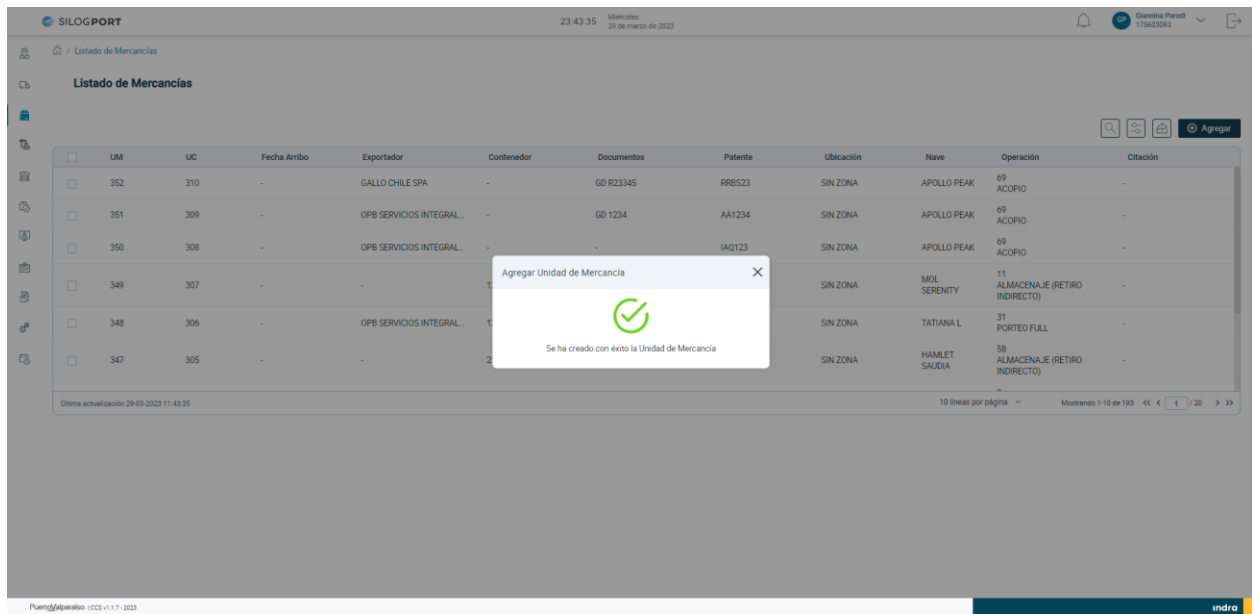 SILOGPORT
23:43:35
Miércoles
29 de marzo de 2023
GP
Giannina Parodi
175603093
/ Listado de Mercancías
Listado de Mercancías
Agregar
UM UC Fecha Arribo Exportador Contenedor Documentos Patente Ubicación Nave Operación Citación
352 310 - GALLO CHILE SPA - GD R23345 RRBS23 SIN ZONA APOLLO PEAK 69 ACOPIO -
351 309 - OPB SERVICIOS INTEGRAL... - GD 1234 AA1234 SIN ZONA APOLLO PEAK 69 ACOPIO -
350 308 - OPB SERVICIOS INTEGRAL... - - IAQ123 SIN ZONA APOLLO PEAK 69 ACOPIO -
349 307 - - SIN ZONA MOL SERENITY 11 ALMACENAJE (RETIRO INDIRECTO) -
348 306 - OPB SERVICIOS INTEGRAL... SIN ZONA TATIANA L 31 PORTEO FULL -
347 305 - - SIN ZONA HAMLET SAUDIA 58 ALMACENAJE (RETIRO INDIRECTO) -
Agregar Unidad de Mercancía
Se ha creado con éxito la Unidad de Mercancía
Última actualización 29-03-2023 11:43:35
10 líneas por página
Mostrando 1-10 de 193 << < 1 / 20 > >>
PuertoValparaíso | CCS v1.1.7 - 2023
indra